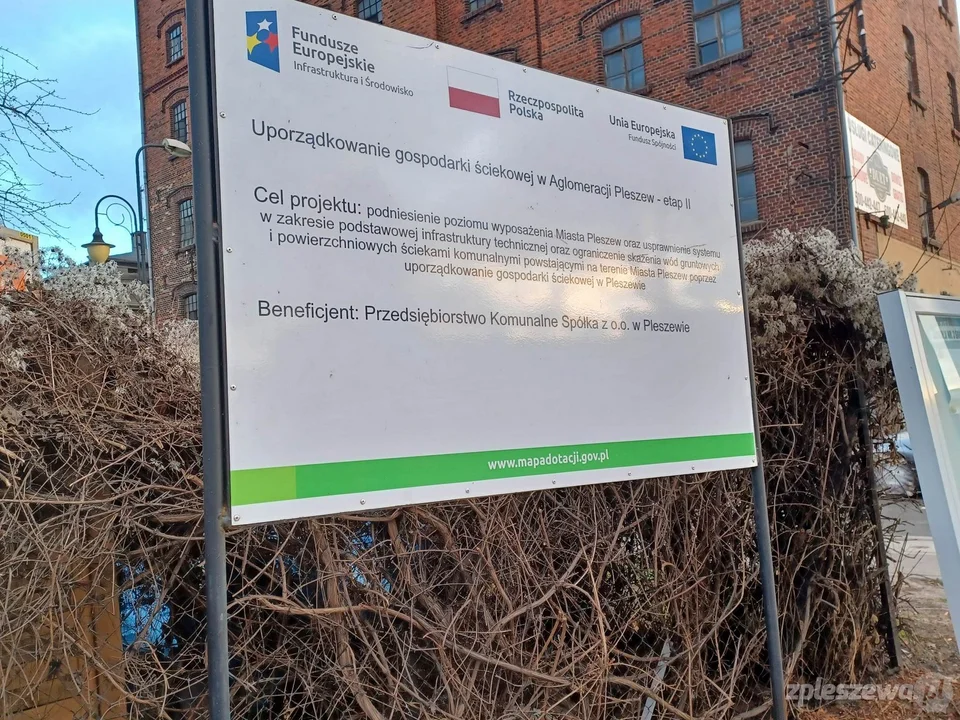 Fundusze
Europejskie
Infrastruktura i Środowisko
Rzeczpospolita
Polska
Unia Europejska
Fundusz Spójności
Uporządkowanie gospodarki ściekowej w Aglomeracji Pleszew - etap II
Cel projektu: podniesienie poziomu wyposażenia Miasta Pleszew oraz usprawnienie systemu
w zakresie podstawowej infrastruktury technicznej oraz ograniczenie skażenia wód gruntowych
i powierzchniowych ściekami komunalnymi powstającymi na terenie Miasta Pleszew poprzez
uporządkowanie gospodarki ściekowej w Pleszewie
Beneficjent: Przedsiębiorstwo Komunalne Spółka z o.o. w Pleszewie
www.mapadotacji.gov.pl